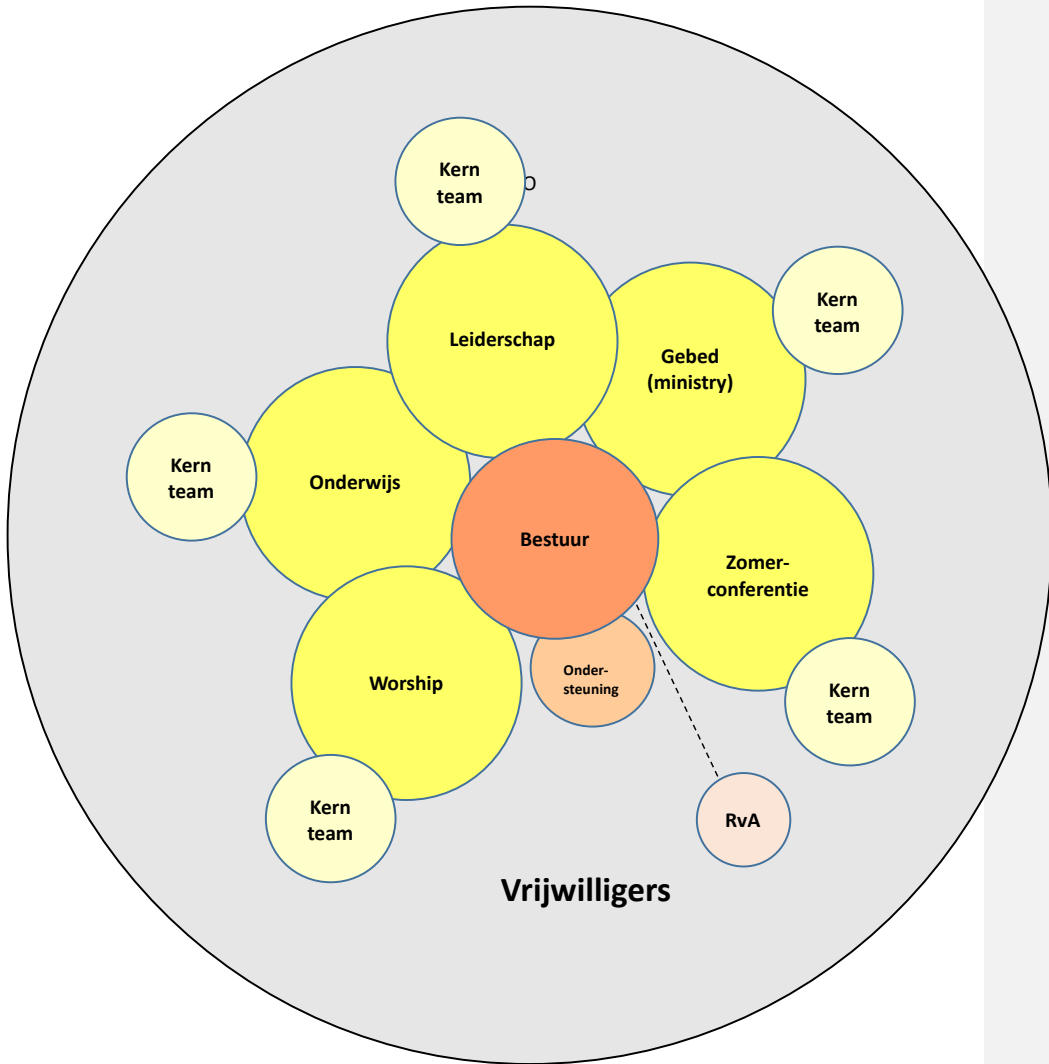 Kern
team
o
Kern
team
Leiderschap
Gebed
(ministry)
Kern
team
Onderwijs
Bestuur
Zomer-
conferentie
Worship
Onder-
steuning
Kern
team
Kern
team
RvA
Vrijwilligers